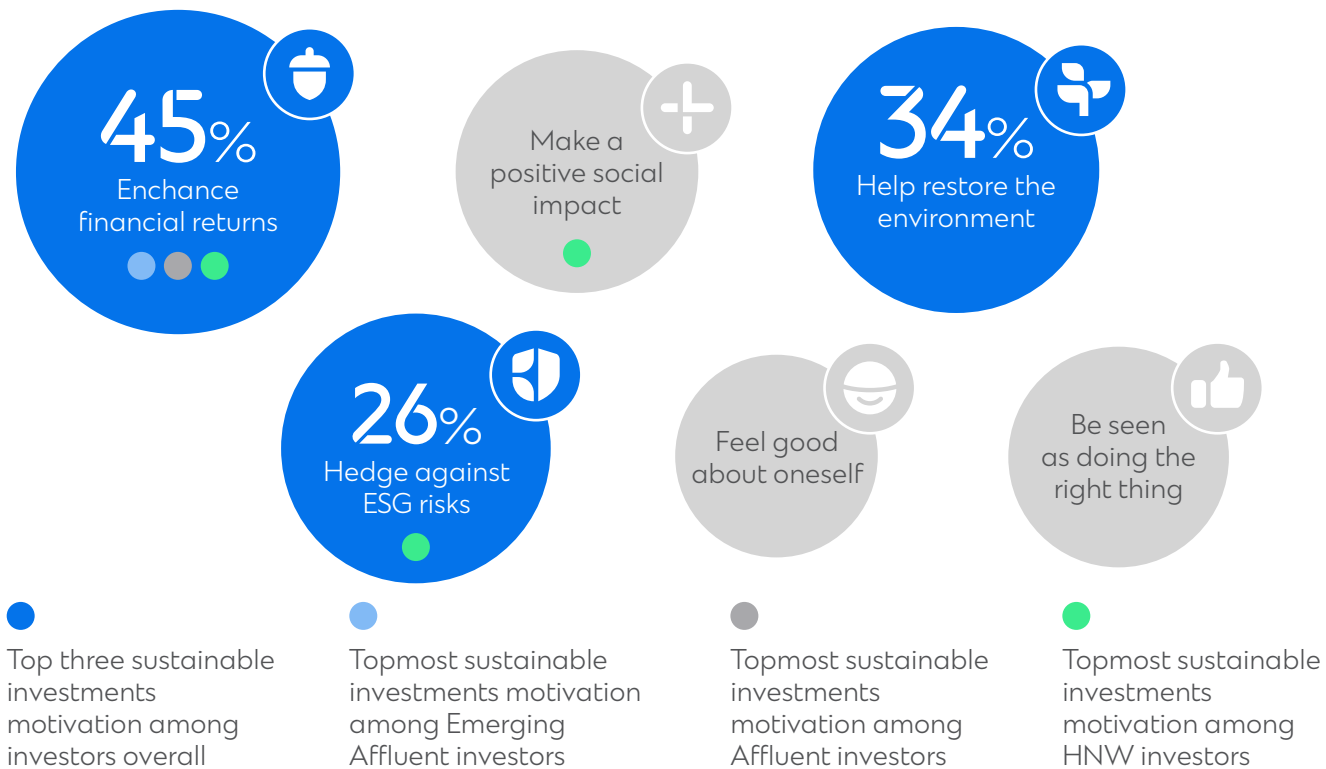 45%
Enchance
financial returns
Make a
positive social
impact
34%
Help restore the
environment
26%
Hedge against
ESG risks
Feel good
about oneself
Be seen
as doing the
right thing
Top three sustainable
investments
motivation among
investors overall
Topmost sustainable
investments motivation
among Emerging
Affluent investors
Topmost sustainable
investments
motivation among
Affluent investors
Topmost sustainable
investments
motivation among
HNW investors